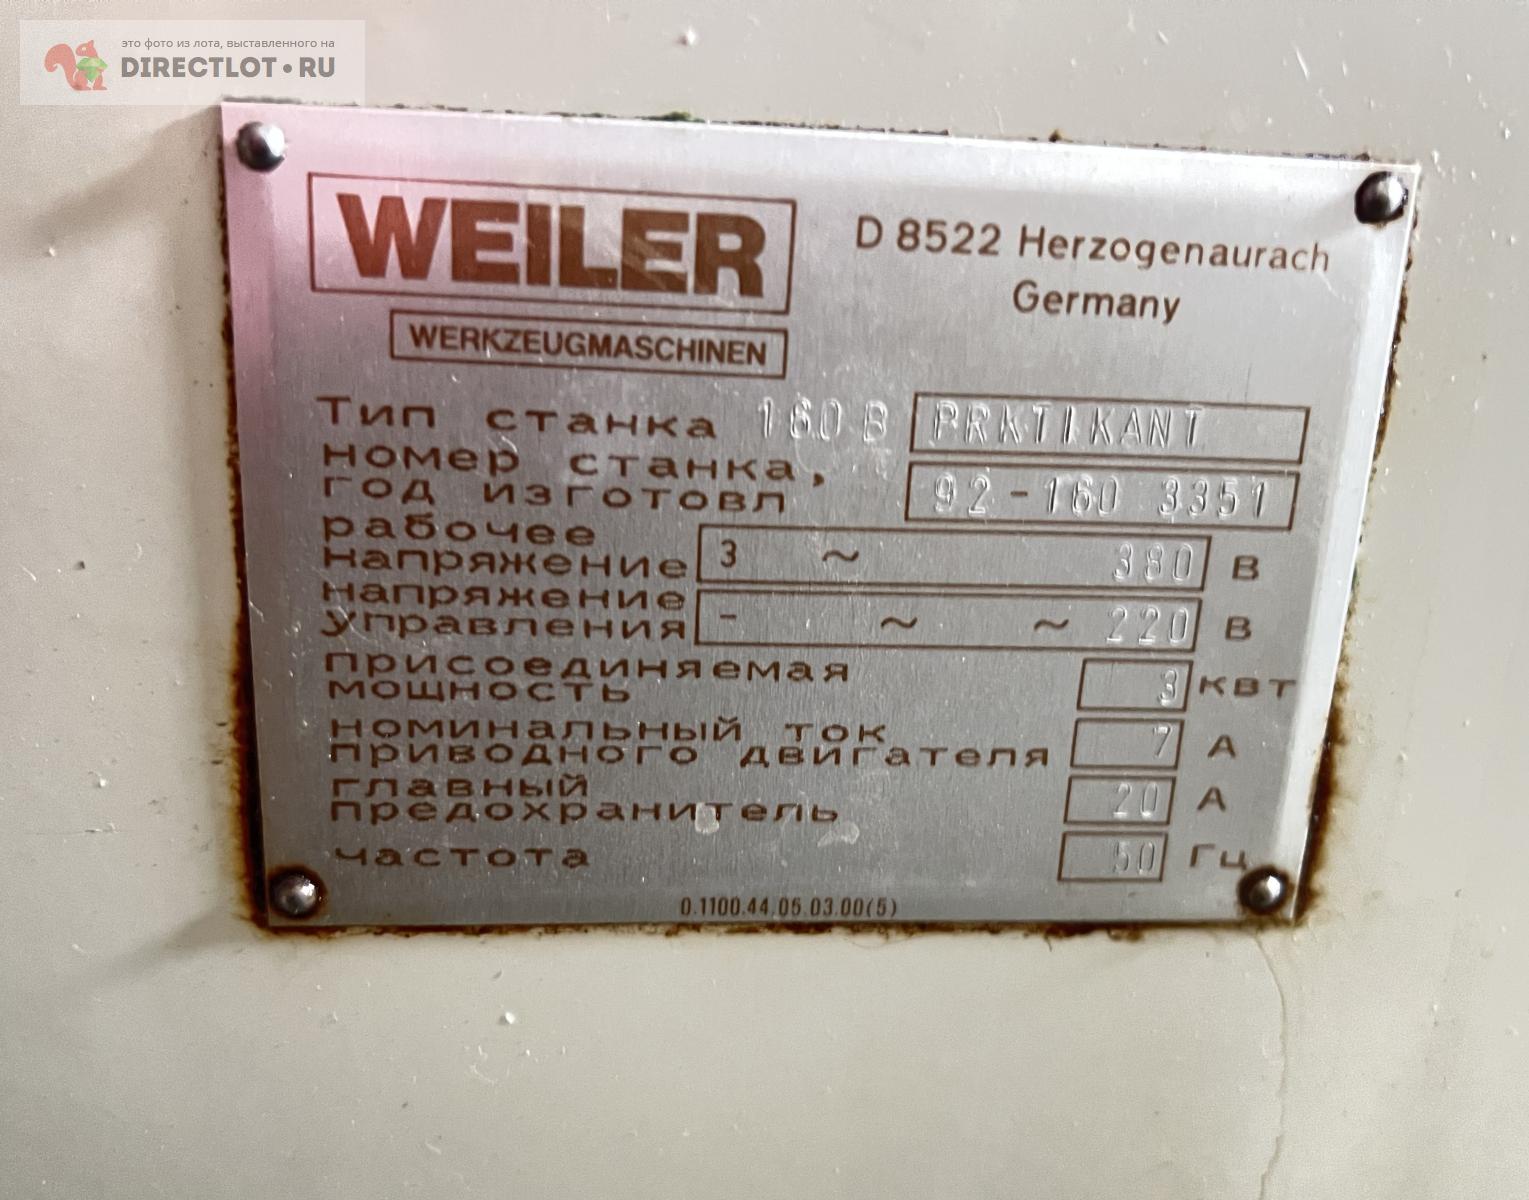 это фото из лота, выставленного на
DIRECTLOT•RU
WEILER
WERKZEUGMASCHINEN
D 8522 Herzogenaurach
Germany
Тип станка 160 B PRKTIKANT
номер станка,
год изготовл 92-160 3351
рабочее
напряжение 3 ~ 380 В
напряжение
управления - ~ ~ 220 В
присоединяемая
мощность 3 квт
номинальный ток
приводного двигателя 7 А
главный
предохранитель 20 А
частота 50 Гц
0.1100.44.06.03.00(5)